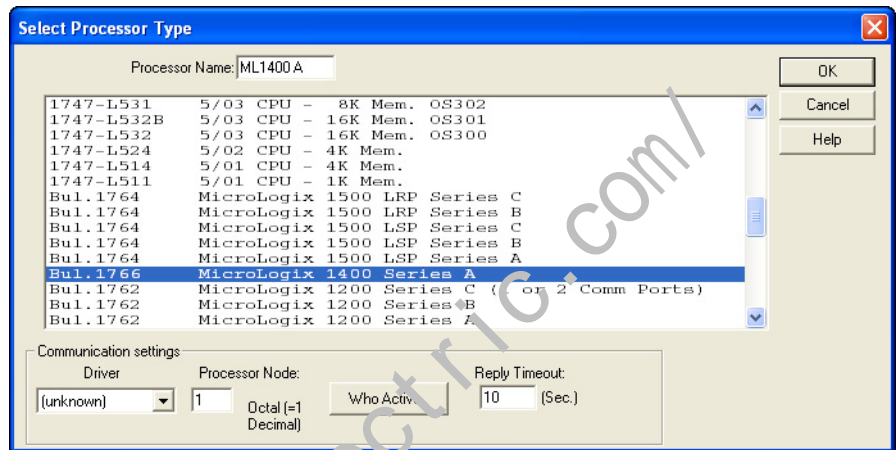 Select Processor Type
Processor Name: ML1400 A
OK
Cancel
Help
1747-L531 5/03 CPU - 8K Mem. OS302
1747-L532B 5/03 CPU - 16K Mem. OS301
1747-L532 5/03 CPU - 16K Mem. OS300
1747-L524 5/02 CPU - 4K Mem.
1747-L514 5/01 CPU - 4K Mem.
1747-L511 5/01 CPU - 1K Mem.
Bul.1764 MicroLogix 1500 LRP Series C
Bul.1764 MicroLogix 1500 LRP Series B
Bul.1764 MicroLogix 1500 LSP Series C
Bul.1764 MicroLogix 1500 LSP Series B
Bul.1764 MicroLogix 1500 LSP Series A
Bul.1766 MicroLogix 1400 Series A
Bul.1762 MicroLogix 1200 Series C ( or 2 Comm Ports)
Bul.1762 MicroLogix 1200 Series B
Bul.1762 MicroLogix 1200 Series A
Communication settings
Driver
(unknown)
Processor Node:
1
Octal (=1
Decimal)
Who Activ
Reply Timeout:
10 (Sec.)
ectric.com/